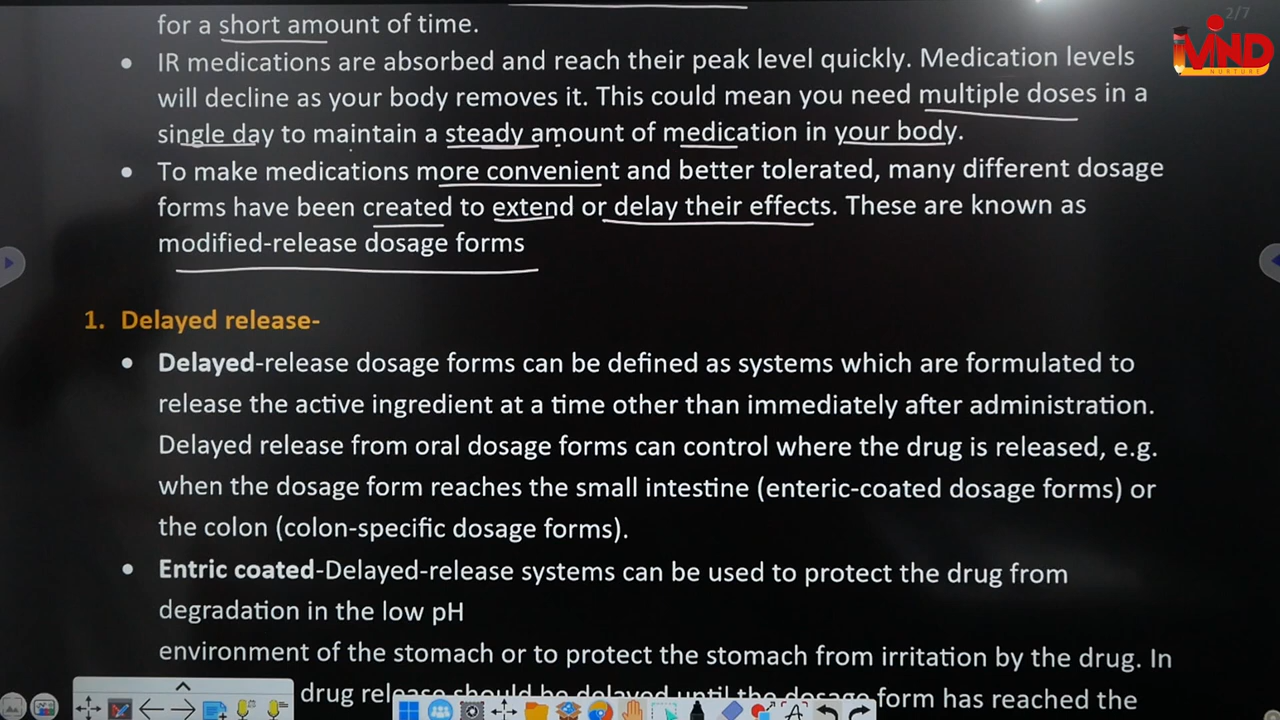 2/7
MIND
NURTURE
for a short amount of time.
• IR medications are absorbed and reach their peak level quickly. Medication levels
will decline as your body removes it. This could mean you need multiple doses in a
single day to maintain a steady amount of medication in your body.
• To make medications more convenient and better tolerated, many different dosage
forms have been created to extend or delay their effects. These are known as
modified-release dosage forms
1. Delayed release-
• Delayed-release dosage forms can be defined as systems which are formulated to
release the active ingredient at a time other than immediately after administration.
Delayed release from oral dosage forms can control where the drug is released, e.g.
when the dosage form reaches the small intestine (enteric-coated dosage forms) or
the colon (colon-specific dosage forms).
• Entric coated-Delayed-release systems can be used to protect the drug from
degradation in the low pH
environment of the stomach or to protect the stomach from irritation by the drug. In
drug release should be delayed until the dosage form has reached the